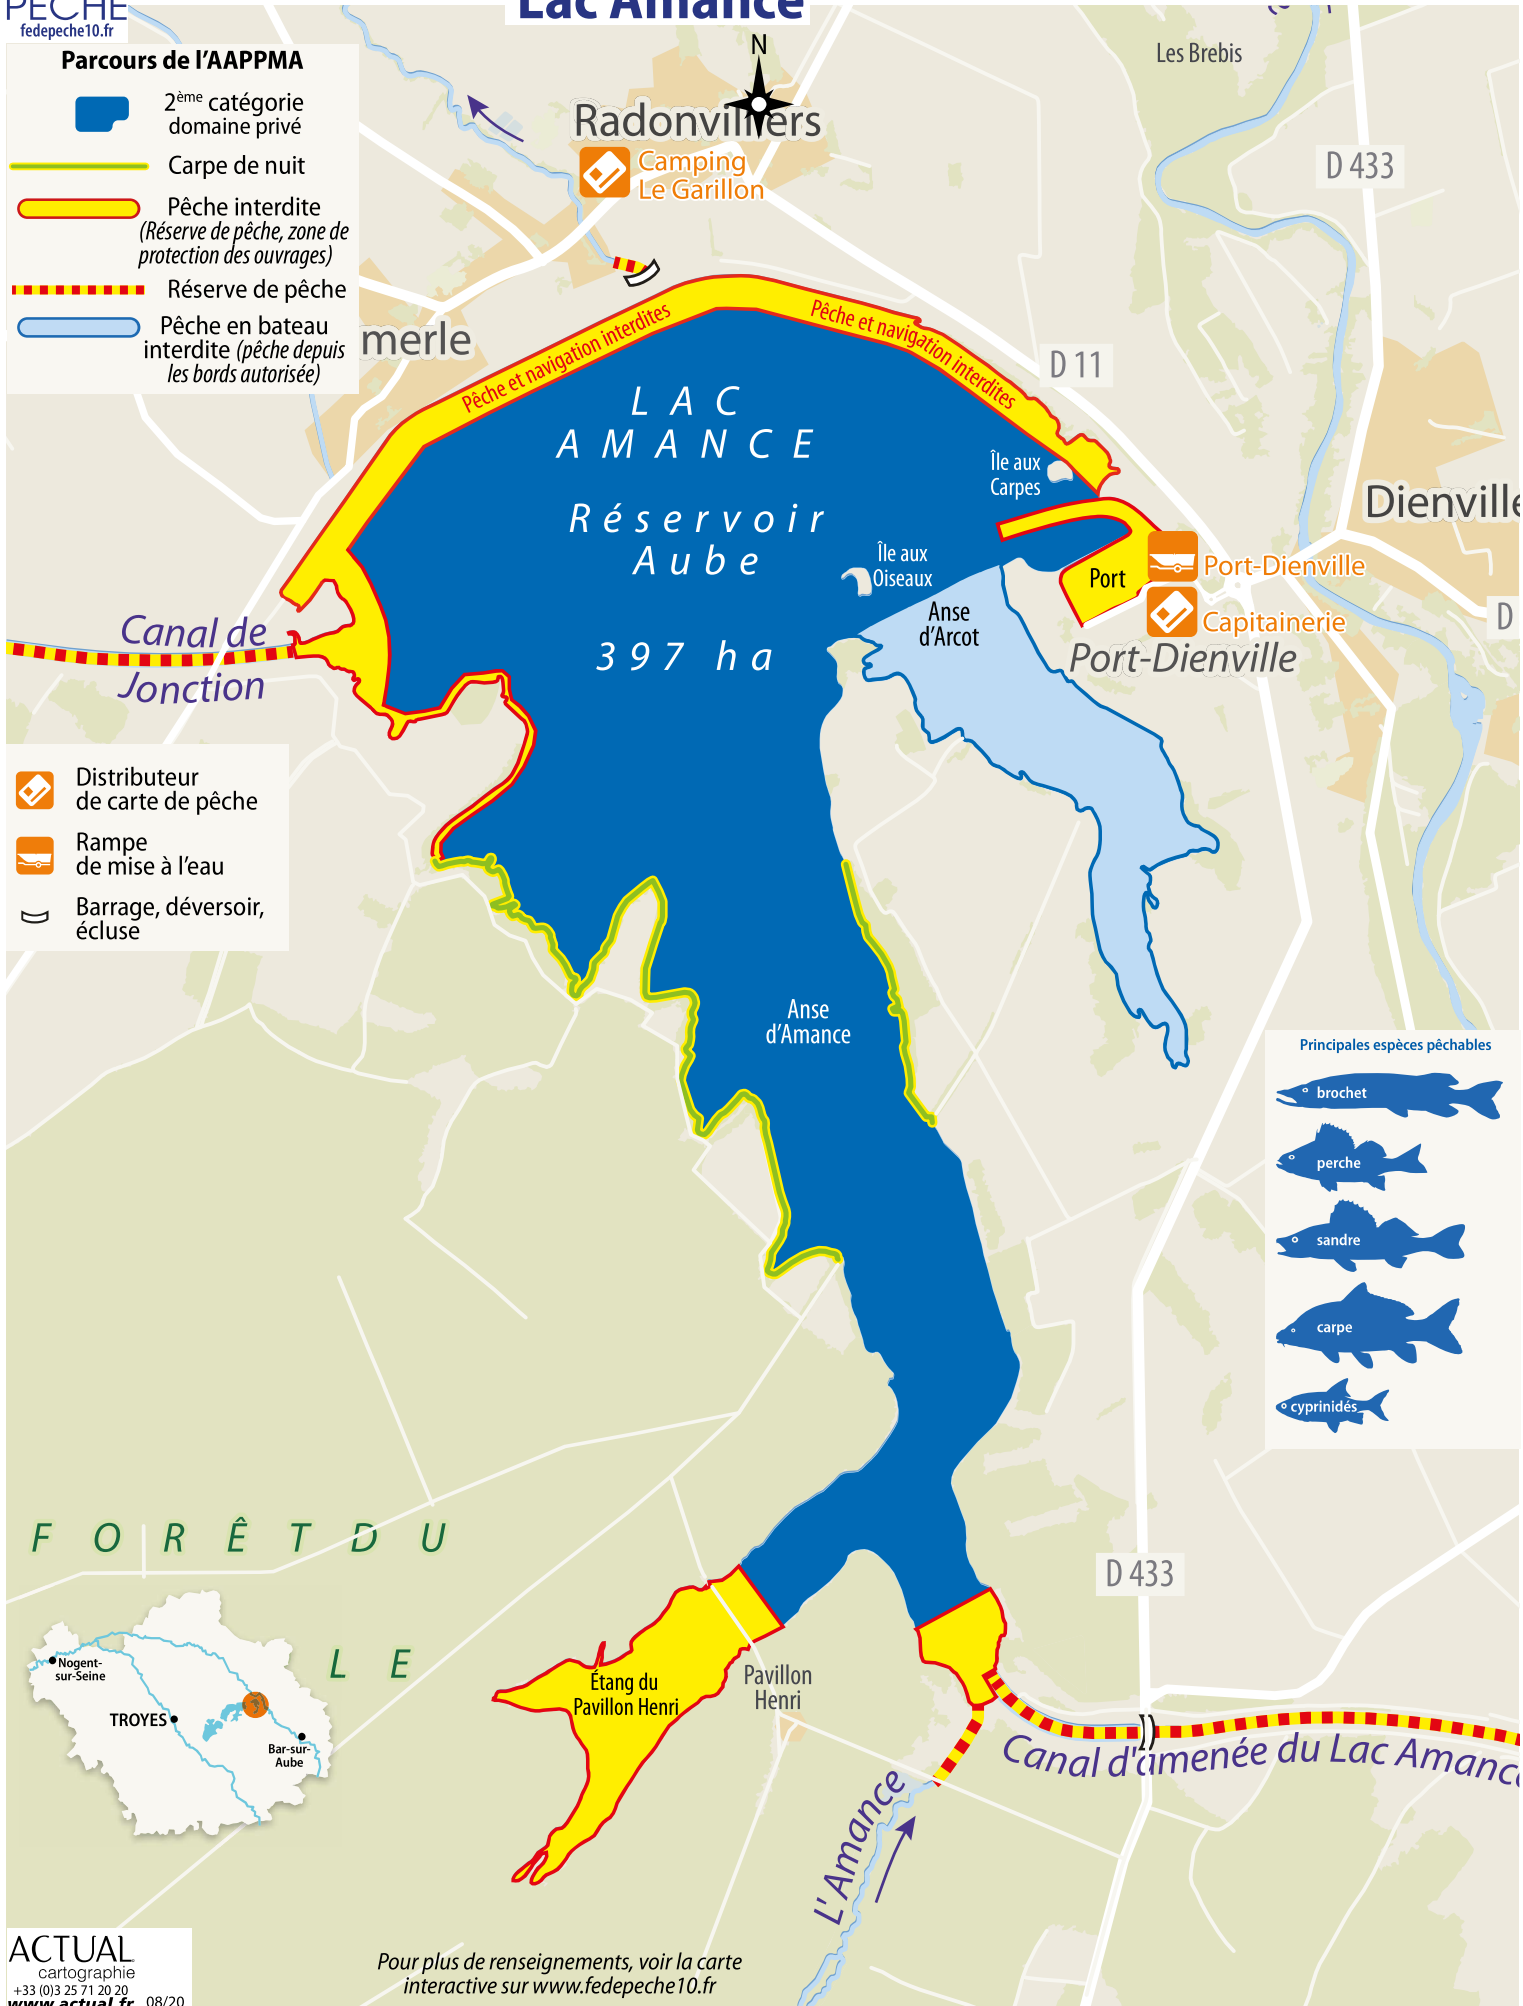 PÊCHE
fedepeche10.fr
Lac Amance
Parcours de l'AAPPMA
2ème catégorie
domaine privé
Carpe de nuit
Pêche interdite
(Réserve de pêche, zone de
protection des ouvrages)
Réserve de pêche
Pêche en bateau
interdite (pêche depuis
les bords autorisée)
N
Les Brebis
Radonvilliers
Camping
Le Garillon
D 433
merle
Pêche et navigation interdites
Pêche et navigation interdites
D 11
LAC
AMANCE
Réservoir
Aube
397 ha
Île aux
Carpes
Île aux
Oiseaux
Dienville
Port
Port-Dienville
Capitainerie
D
Port-Dienville
Anse
d'Arcot
Canal de
Jonction
Distributeur
de carte de pêche
Rampe
de mise à l'eau
Barrage, déversoir,
écluse
Anse
d'Amance
Principales espèces pêchables
brochet
perche
sandre
carpe
cyprinidés
FORÊT DU
LE
D 433
Nogent-
sur-Seine
TROYES
Bar-sur-
Aube
Étang du
Pavillon Henri
Pavillon
Henri
Canal d'amenée du Lac Amance
L'Amance
Pour plus de renseignements, voir la carte
interactive sur www.fedepeche10.fr
ACTUAL
cartographie
+33 (0)3 25 71 20 20
www.actual.fr 08/20